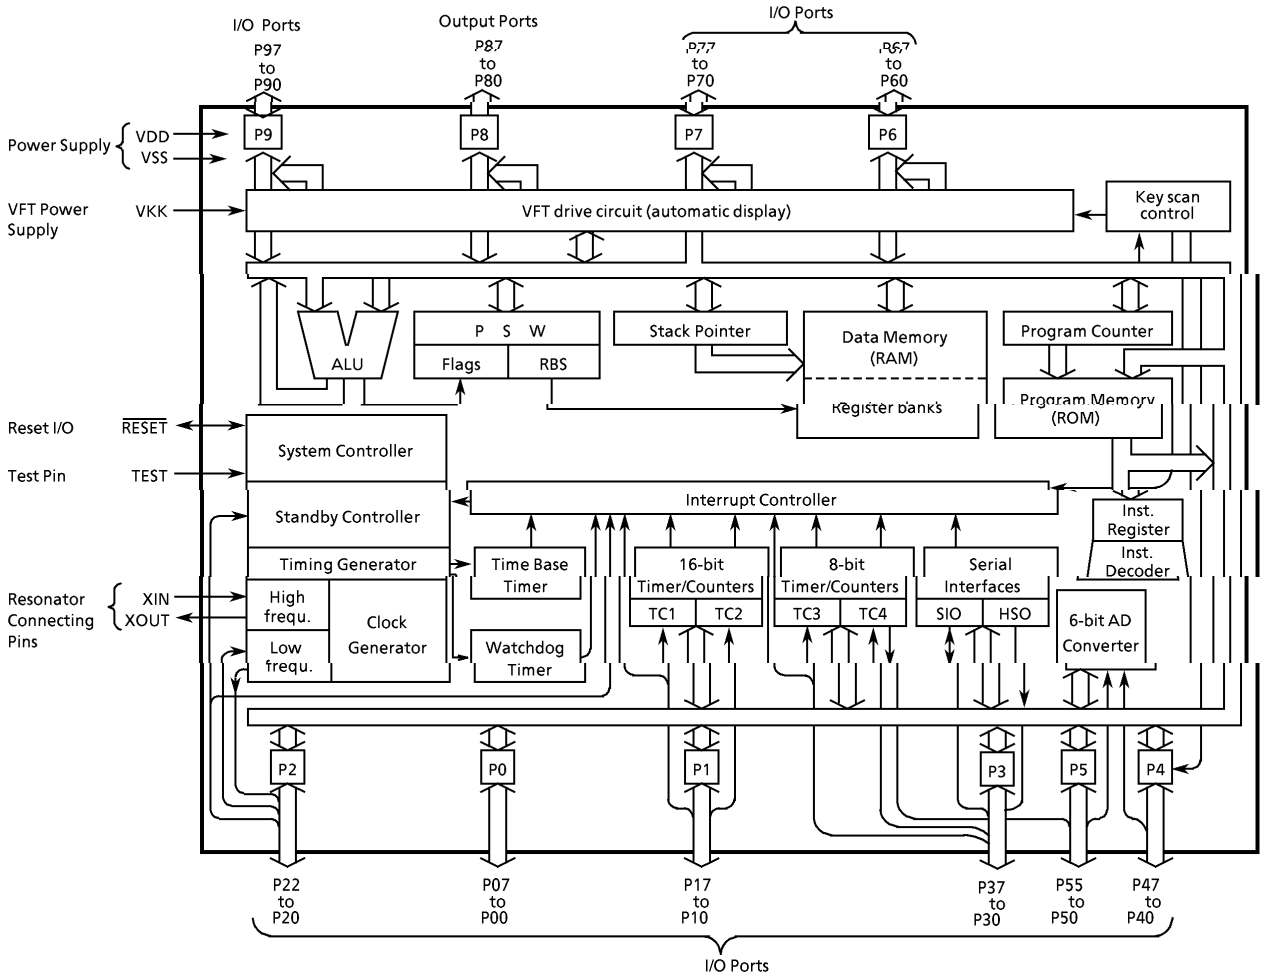 I/O Ports
Output Ports
I/O Ports
P97
to
P90
P87
to
P80
P77
to
P70
P67
to
P60
P9
P8
P7
P6
Power Supply
VDD
VSS
VFT Power
Supply
VKK
VFT drive circuit (automatic display)
Key scan
control
ALU
P S W
Flags
RBS
Stack Pointer
Data Memory
(RAM)
Register banks
Program Counter
Program Memory
(ROM)
Reset I/O
RESET
Test Pin
TEST
System Controller
Standby Controller
Timing Generator
Interrupt Controller
Inst.
Register
Inst.
Decoder
Time Base
Timer
16-bit
Timer/Counters
TC1
TC2
8-bit
Timer/Counters
TC3
TC4
Serial
Interfaces
SIO
HSO
Resonator
Connecting
Pins
XIN
XOUT
High
frequ.
Low
frequ.
Clock
Generator
Watchdog
Timer
6-bit AD
Converter
P2
P0
P1
P3
P5
P4
P22
to
P20
P07
to
P00
P17
to
P10
P37
to
P30
P55
to
P50
P47
to
P40
I/O Ports